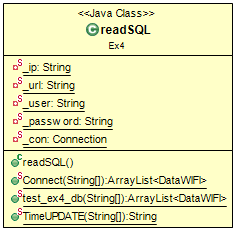 <<Java Class>>
readSQL
Ex4
_ip: String
_url: String
_user: String
_password: String
_con: Connection
readSQL()
Connect(String[]):ArrayList<DataWIFI>
test_ex4_db(String[]):ArrayList<DataWIFI>
TimeUPDATE(String[]):String